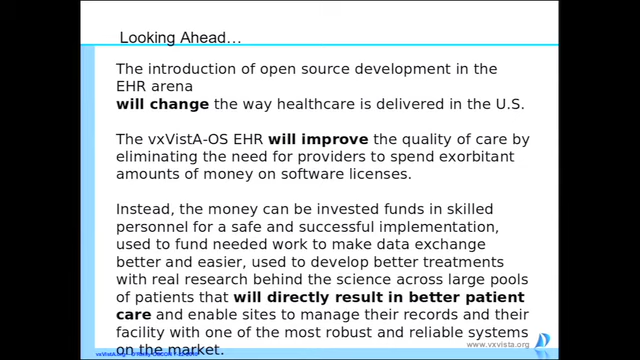 Looking Ahead...
The introduction of open source development in the
EHR arena
will change the way healthcare is delivered in the U.S.
The vxVistA-OS EHR will improve the quality of care by
eliminating the need for providers to spend exorbitant
amounts of money on software licenses.
Instead, the money can be invested funds in skilled
personnel for a safe and successful implementation,
used to fund needed work to make data exchange
better and easier, used to develop better treatments
with real research behind the science across large pools
of patients that will directly result in better patient
care and enable sites to manage their records and their
facility with one of the most robust and reliable systems
on the market.
www.vxvista.org